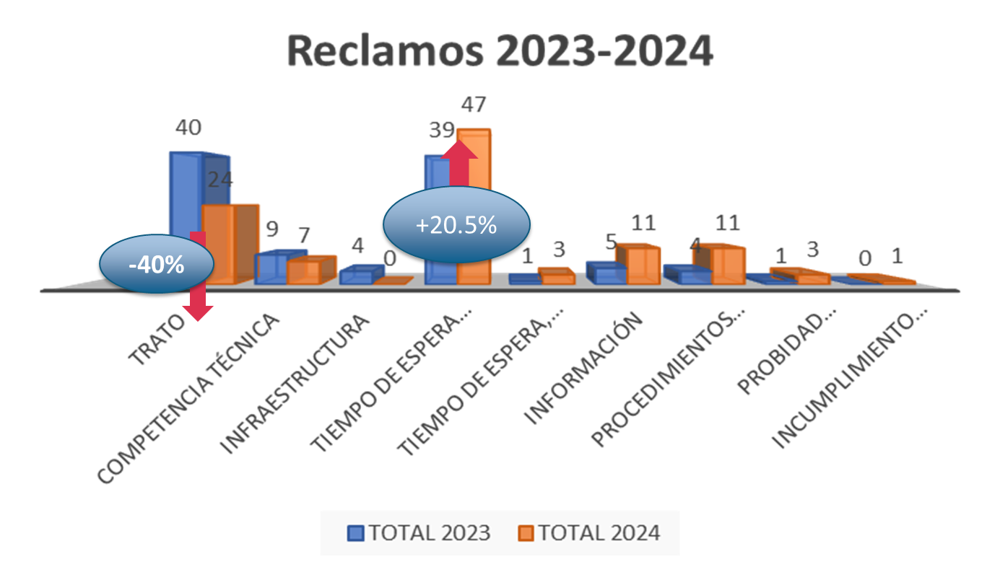 Reclamos 2023-2024
40
24
9
7
4
0
39
47
1
3
5
11
4
11
1
3
0
1
-40%
+20.5%
TRATO
COMPETENCIA TÉCNICA
INFRAESTRUCTURA
TIEMPO DE ESPERA...
TIEMPO DE ESPERA,...
INFORMACIÓN
PROCEDIMIENTOS...
PROBIDAD...
INCUMPLIMIENTO...
TOTAL 2023
TOTAL 2024